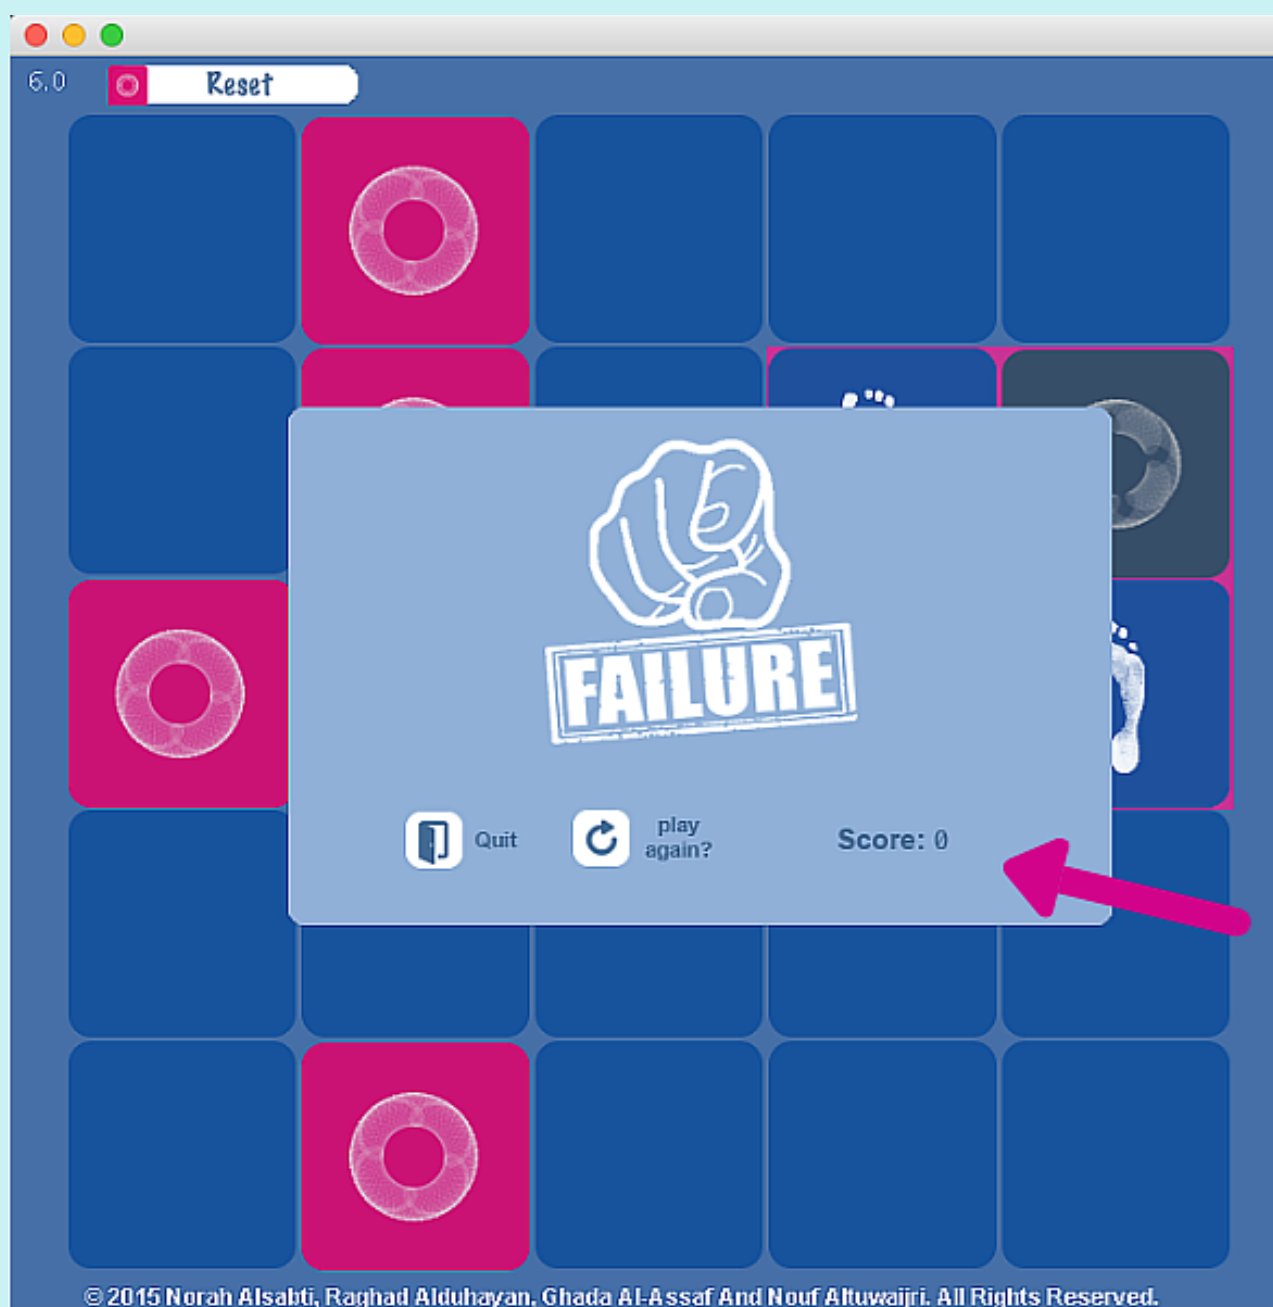 6.0
Reset
FAILURE
Quit
play
again?
Score: 0
© 2015 Norah Alsabti, Raghad Alduhayan, Ghada Al-Assaf And Nouf Altuwaijri. All Rights Reserved.